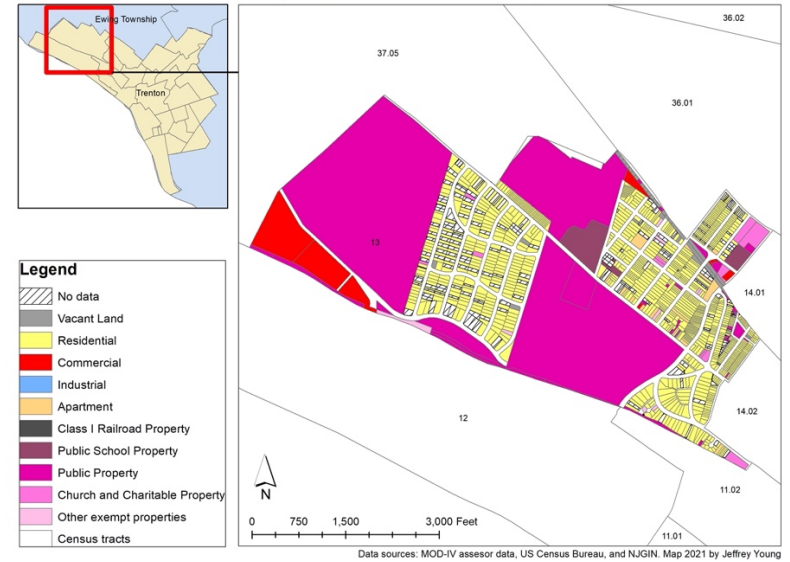 Ewing Township
Trenton
36.02
37.05
36.01
13
14.01
12
14.02
11.02
11.01
Legend
No data
Vacant Land
Residential
Commercial
Industrial
Apartment
Class I Railroad Property
Public School Property
Public Property
Church and Charitable Property
Other exempt properties
Census tracts
N
0 750 1,500 3,000 Feet
Data sources: MOD-IV assesor data, US Census Bureau, and NJGIN. Map 2021 by Jeffrey Young